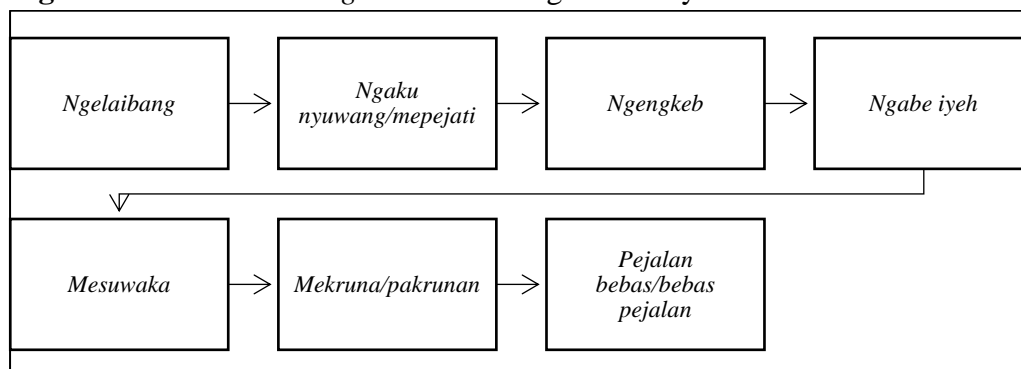 Ngelaibang
Ngaku
nyuwang/mepejati
Ngengkeb
Ngabe iyeh
Mesuwaka
Mekruna/pakrunan
Pejalan
bebas/bebas
pejalan